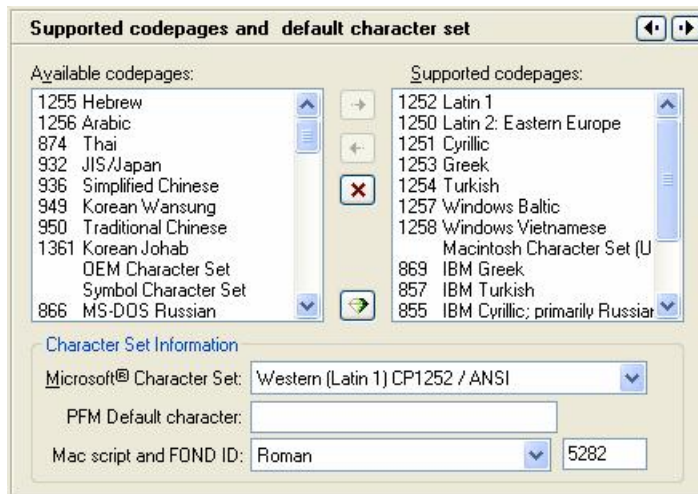 Supported codepages and default character set
Available codepages:
1255 Hebrew
1256 Arabic
874 Thai
932 JIS/Japan
936 Simplified Chinese
949 Korean Wansung
950 Traditional Chinese
1361 Korean Johab
OEM Character Set
Symbol Character Set
866 MS-DOS Russian
Supported codepages:
1252 Latin 1
1250 Latin 2: Eastern Europe
1251 Cyrillic
1253 Greek
1254 Turkish
1257 Windows Baltic
1258 Windows Vietnamese
Macintosh Character Set (U
869 IBM Greek
857 IBM Turkish
855 IBM Cyrillic; primarily Russian
Character Set Information
Microsoft® Character Set: Western (Latin 1) CP1252 / ANSI
PFM Default character:
Mac script and FOND ID: Roman 5282